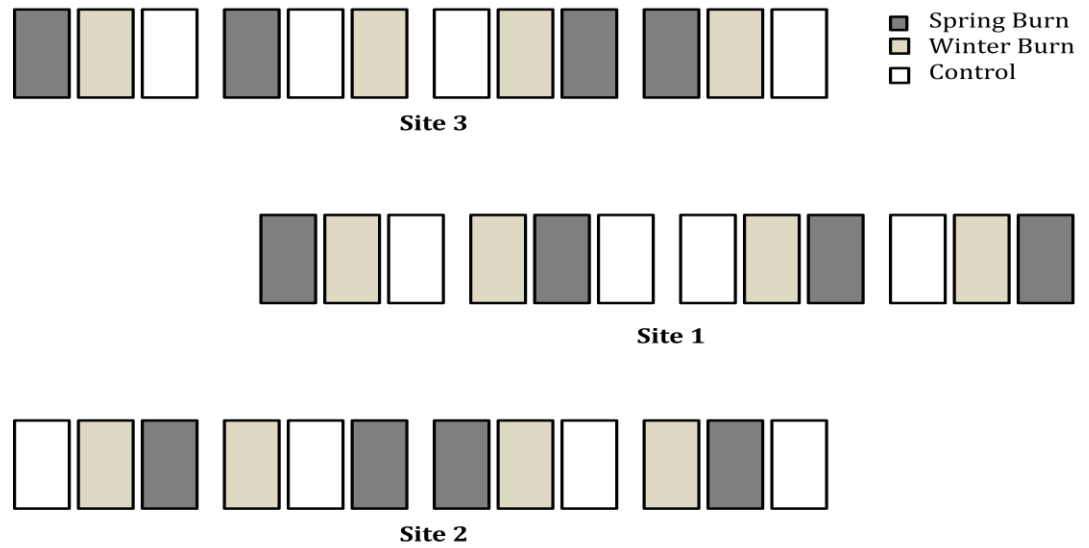 Spring Burn
Winter Burn
Control
Site 3
Site 1
Site 2